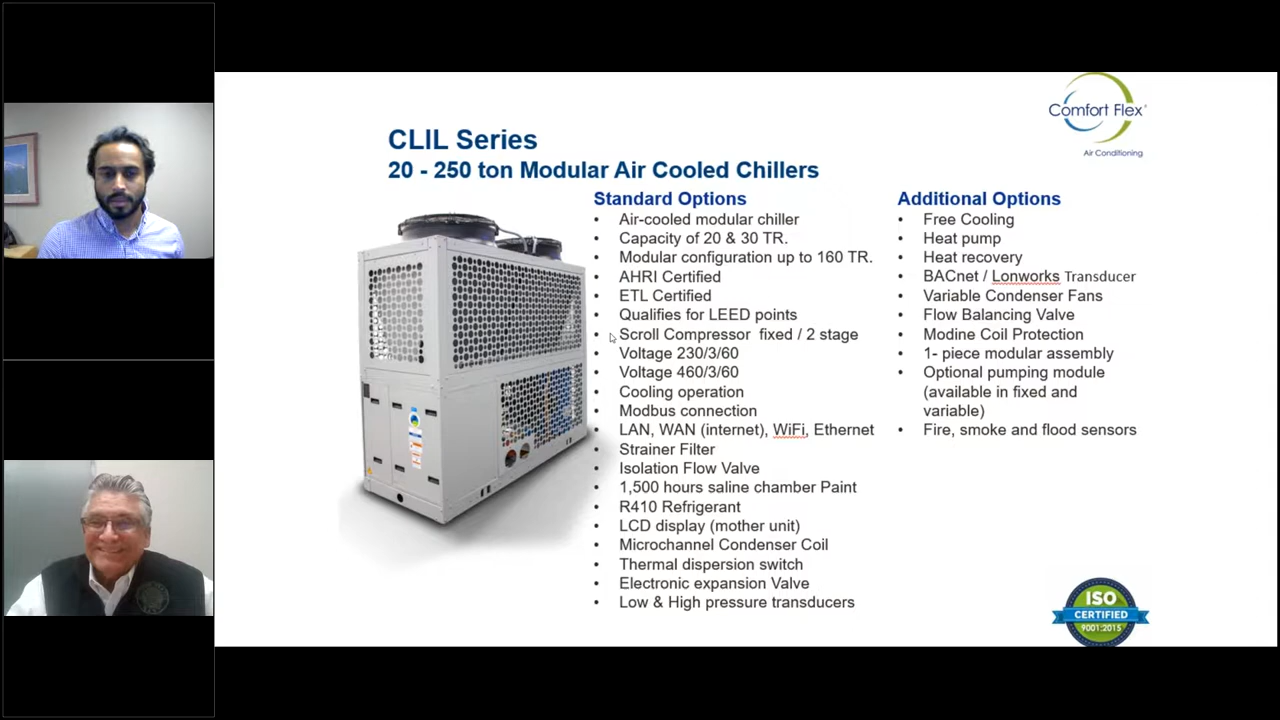 Comfort Flex®
Air Conditioning
CLIL Series
20 - 250 ton Modular Air Cooled Chillers
Standard Options
• Air-cooled modular chiller
• Capacity of 20 & 30 TR.
• Modular configuration up to 160 TR.
• AHRI Certified
• ETL Certified
• Qualifies for LEED points
• Scroll Compressor fixed / 2 stage
• Voltage 230/3/60
• Voltage 460/3/60
• Cooling operation
• Modbus connection
• LAN, WAN (internet), WiFi, Ethernet
• Strainer Filter
• Isolation Flow Valve
• 1,500 hours saline chamber Paint
• R410 Refrigerant
• LCD display (mother unit)
• Microchannel Condenser Coil
• Thermal dispersion switch
• Electronic expansion Valve
• Low & High pressure transducers
Additional Options
• Free Cooling
• Heat pump
• Heat recovery
• BACnet / Lonworks Transducer
• Variable Condenser Fans
• Flow Balancing Valve
• Modine Coil Protection
• 1- piece modular assembly
• Optional pumping module
(available in fixed and
variable)
• Fire, smoke and flood sensors
ISO
CERTIFIED
9001:2015